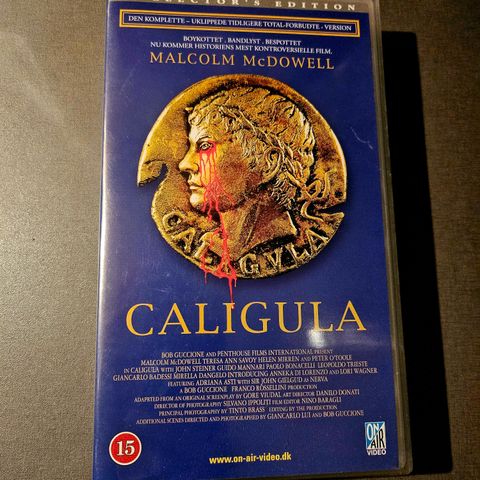 COLLECTOR'S EDITION
DEN KOMPLETTE – UKLIPPEDE TIDLIGERE TOTAL-FORBUDTE - VERSION
BOYKOTTET . BANDLYST . BESPOTTET
NU KOMMER HISTORIENS MEST KONTROVERSIELLE FILM.
MALCOLM McDOWELL
CALIGVLA
CALIGULA
BOB GUCCIONE AND PENTHOUSE FILMS INTERNATIONAL PRESENT
MALCOLM McDOWELL TERESA ANN SAVOY HELEN MIRREN AND PETER O'TOOLE
IN CALIGULA WITH JOHN STEINER GUIDO MANNARI PAOLO BONACELLI LEOPOLDO TRIESTE
GIANCARLO BADESSI MIRELLA DANGELO INTRODUCING ANNEKA DI LORENZO AND LORI WAGNER
FEATURING ADRIANA ASTI WITH SIR JOHN GIELGUD AS NERVA
A BOB GUCCIONE FRANCO ROSSELLINI PRODUCTION
ADAPRTED FROM AN ORIGINAL SCREENPLAY BY GORE VIDAL ART DIRECTOR DANILO DONATI
DIRECTOR OF PHOTOGRAPHY SILVANO IPPOLITI FILM EDITOR NINO BARAGLI
PRINCIPAL PHOTOGRAPHY BY TINTO BRASS EDITING BY THE PRODUCTION
ADDITIONAL SCENES DIRECTED AND PHOTOGRAPHED BY GIANCARLO LUI AND BOB GUCCIONE
15
www.on-air-video.dk
ON
AIR
VIDEO